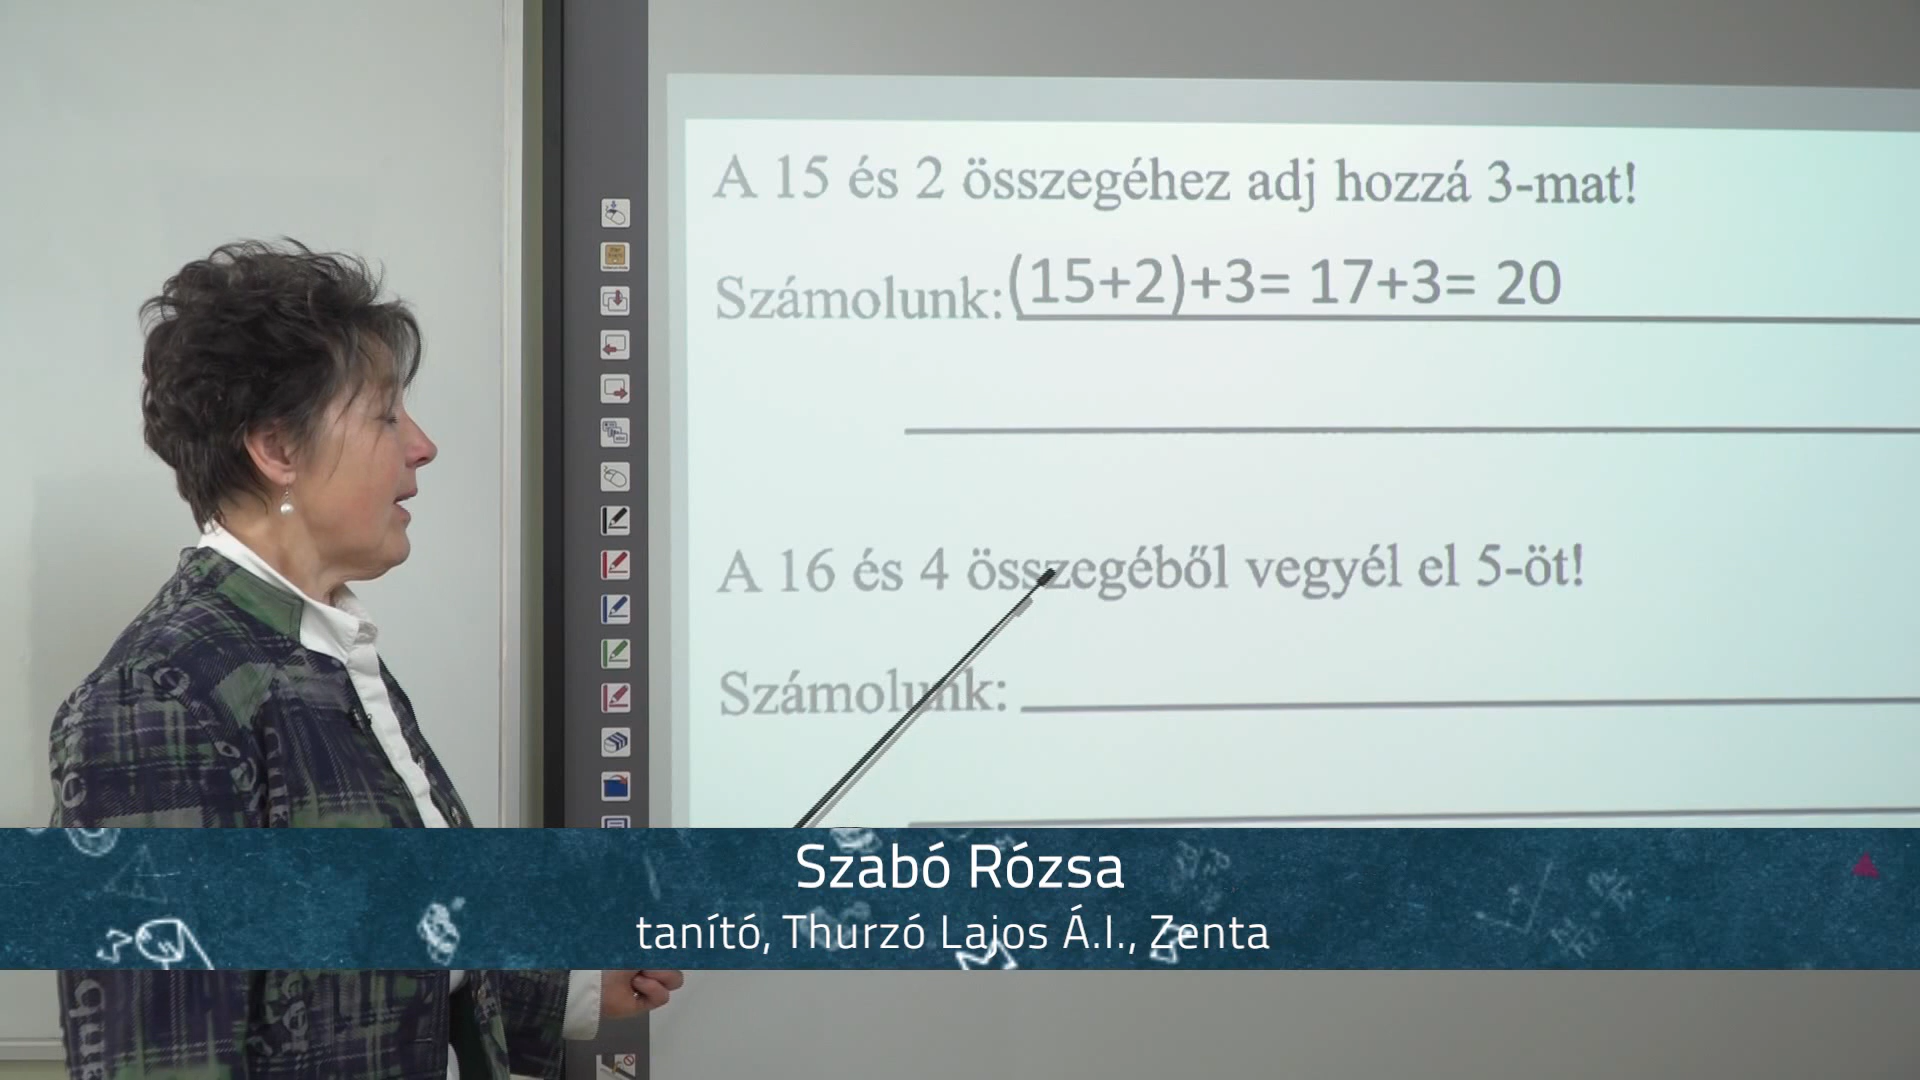 A 15 és 2 összegéhez adj hozzá 3-mat!
Számolunk: (15+2)+3= 17+3= 20
A 16 és 4 összegéből vegyél el 5-öt!
Számolunk:
Szabó Rózsa
tanító, Thurzó Lajos Á.I., Zenta